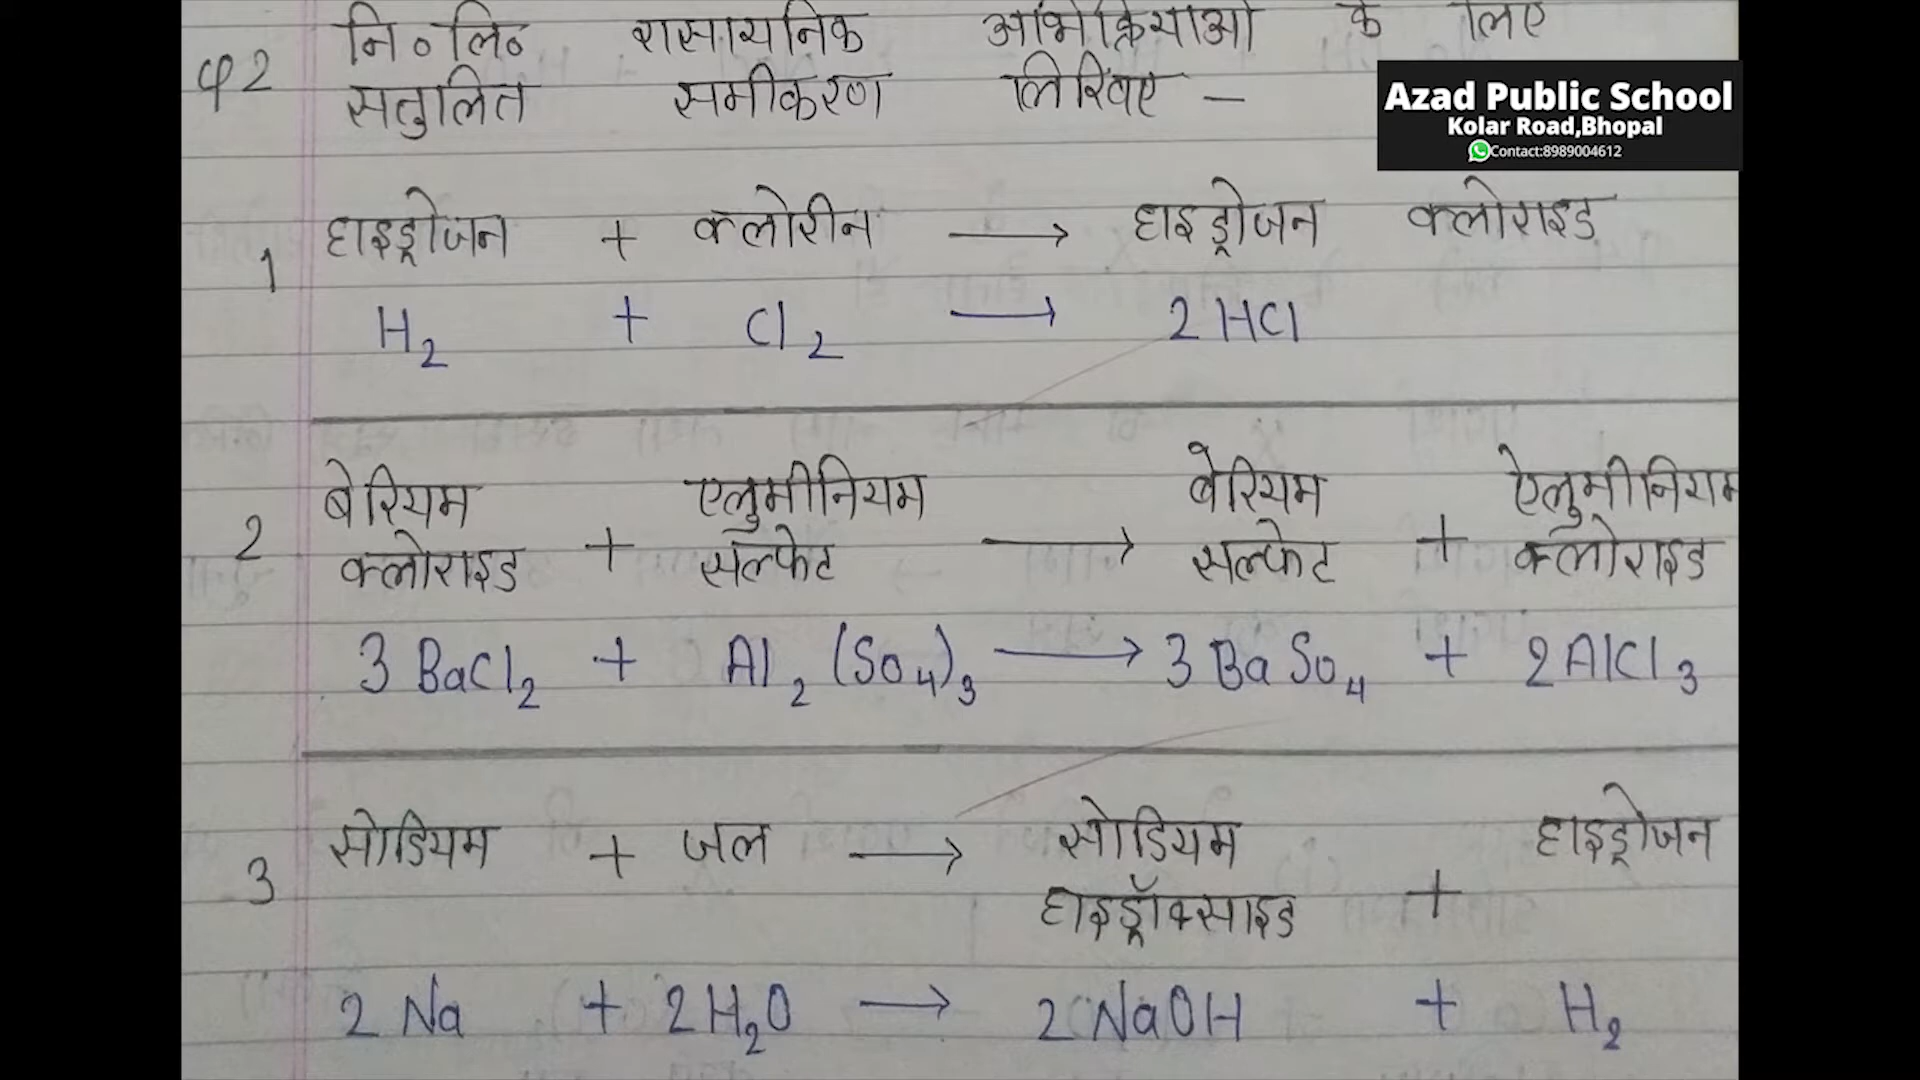 प्र2 नि०लि० रासायनिक अभिक्रियाओं के लिए
सतुलित समीकरण लिखिए –
Azad Public School
Kolar Road,Bhopal
Contact:8989004612
1 हाइड्रोजन + क्लोरीन ⟶ हाइड्रोजन क्लोराइड
H₂ + Cl₂ ⟶ 2HCl
2 बेरियम क्लोराइड + एलुमीनियम सल्फेट ⟶ बेरियम सल्फेट + ऐलुमीनियम क्लोराइड
3BaCl₂ + Al₂(So₄)₃ ⟶ 3BaSo₄ + 2AlCl₃
3 सोडियम + जल ⟶ सोडियम हाइड्रॉक्साइड + हाइड्रोजन
2Na + 2H₂O ⟶ 2NaOH + H₂